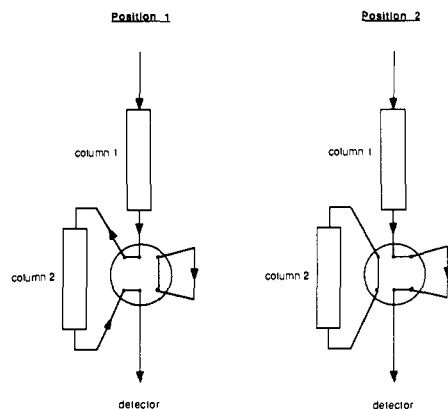 Position 1
Position 2
column 1
column 1
column 2
column 2
detector
detector